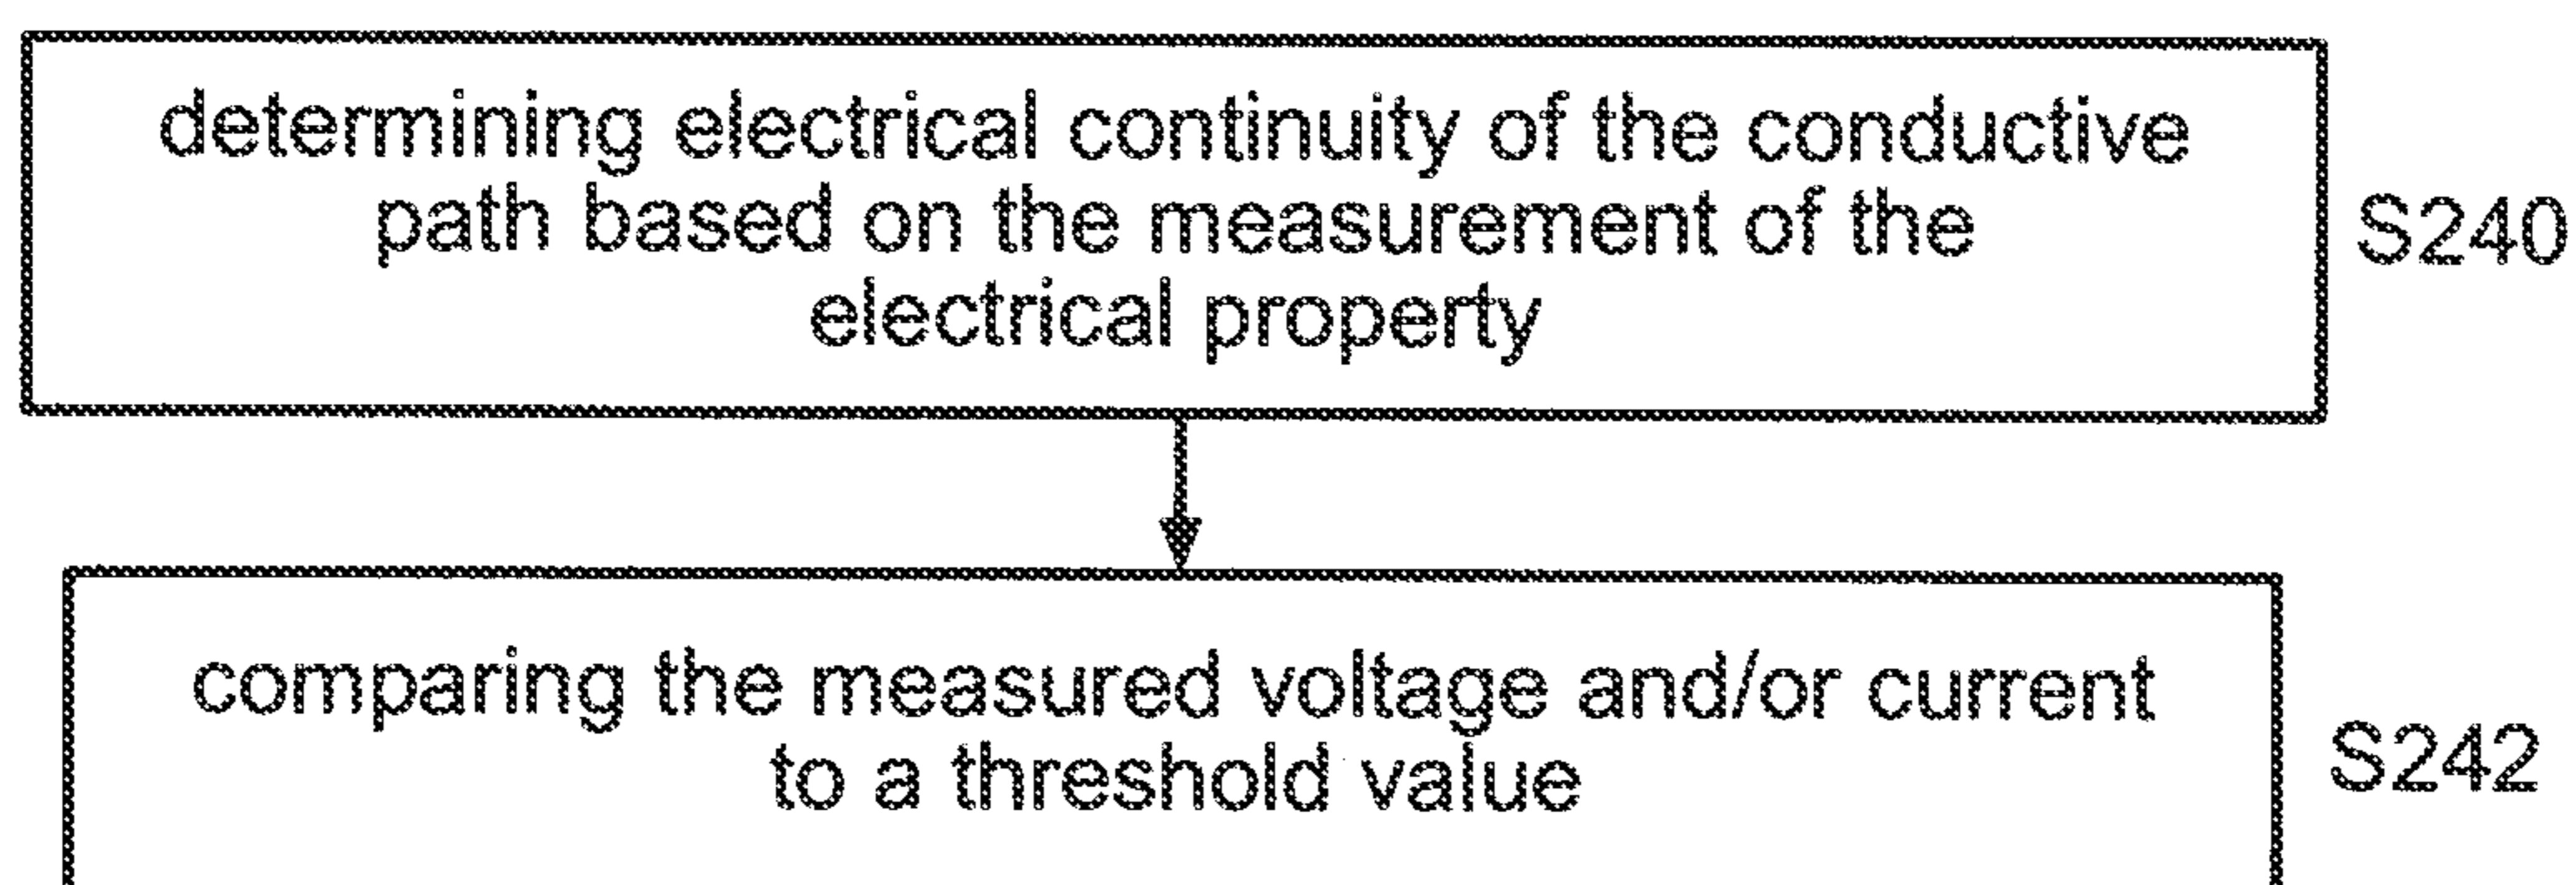 determining electrical continuity of the conductive
path based on the measurement of the
electrical property
S240
comparing the measured voltage and/or current
to a threshold value
S242